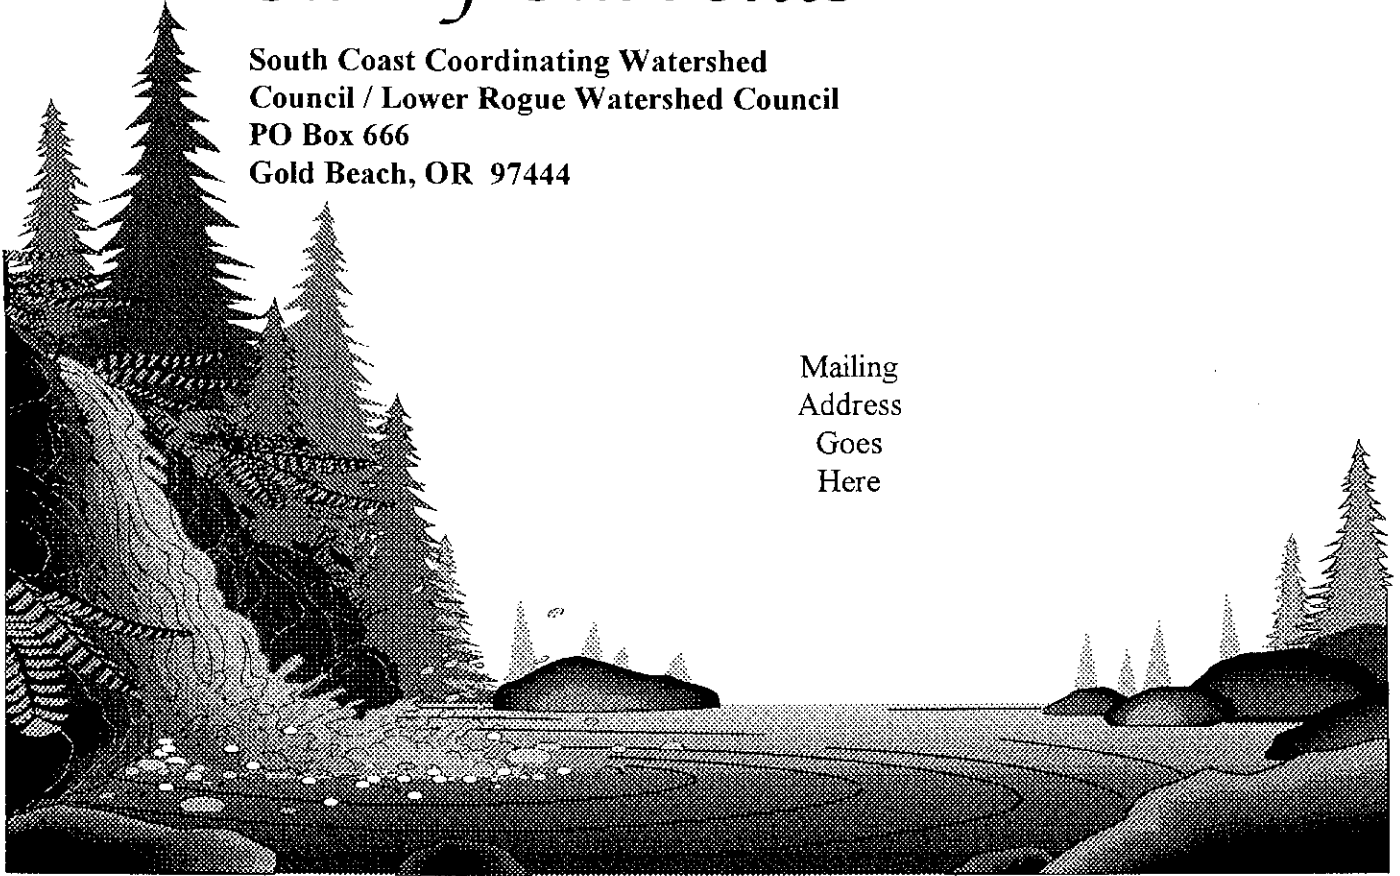 South Coast Coordinating Watershed
Council / Lower Rogue Watershed Council
PO Box 666
Gold Beach, OR 97444
Mailing
Address
Goes
Here